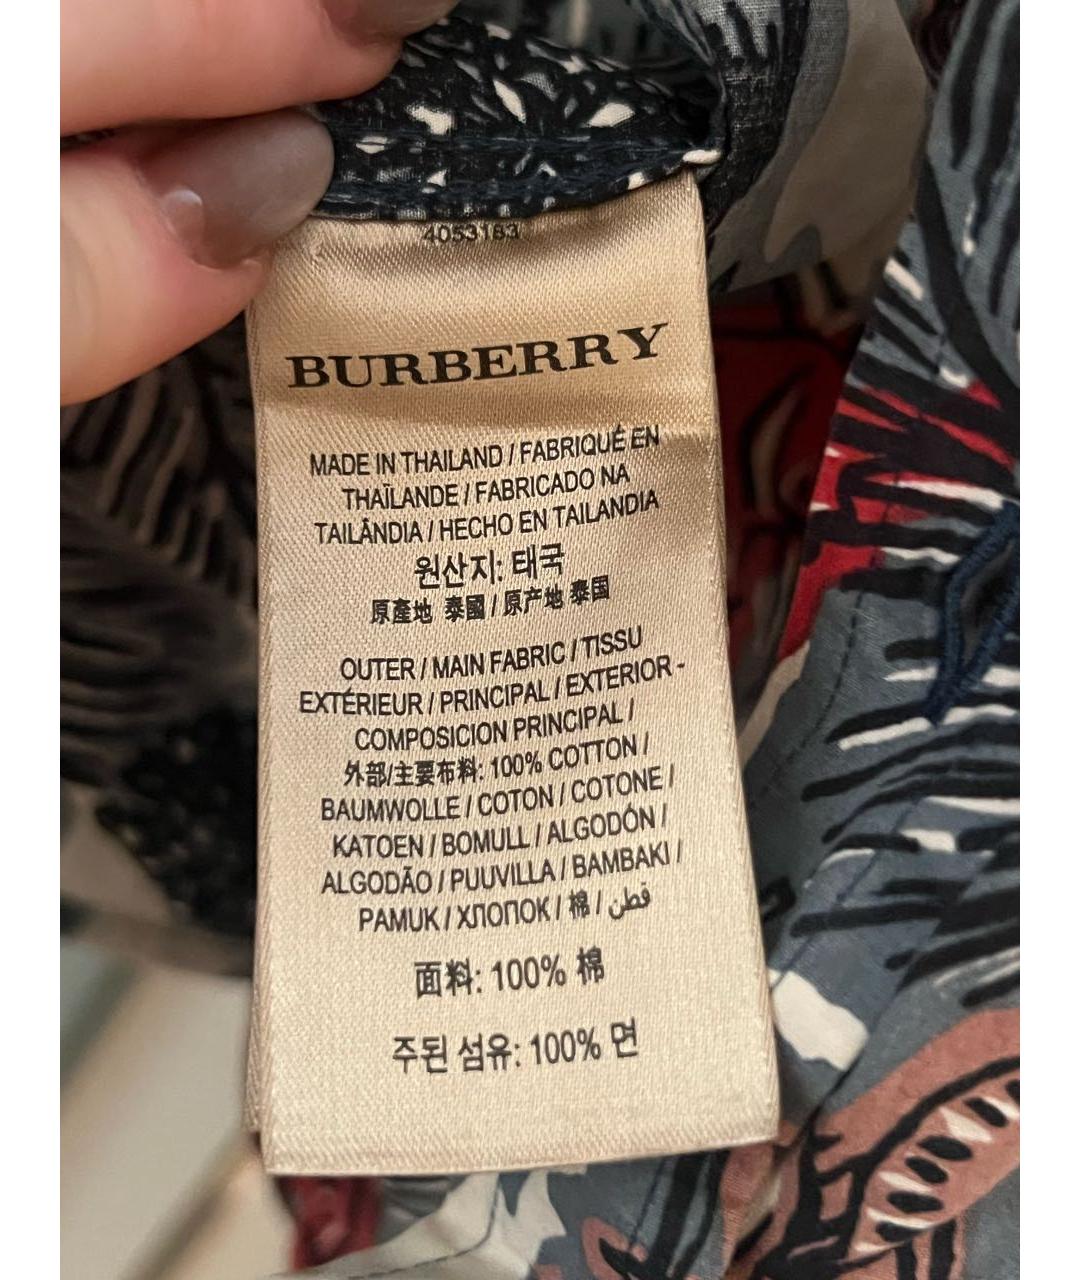 4053183
BURBERRY
MADE IN THAILAND / FABRIQUÉ EN
THAÏLANDE / FABRICADO NA
TAILÂNDIA / HECHO EN TAILANDIA
원산지: 태국
原產地 泰國 / 原产地 泰国
OUTER / MAIN FABRIC / TISSU
EXTÉRIEUR / PRINCIPAL / EXTERIOR -
COMPOSICION PRINCIPAL /
外部/主要布料: 100% COTTON /
BAUMWOLLE / COTON / COTONE /
KATOEN / BOMULL / ALGODÓN /
ALGODÃO / PUUVILLA / BAMBAKI /
PAMUK / ХЛОПОК / 棉 / قطن
面料: 100% 棉
주된 섬유: 100% 면